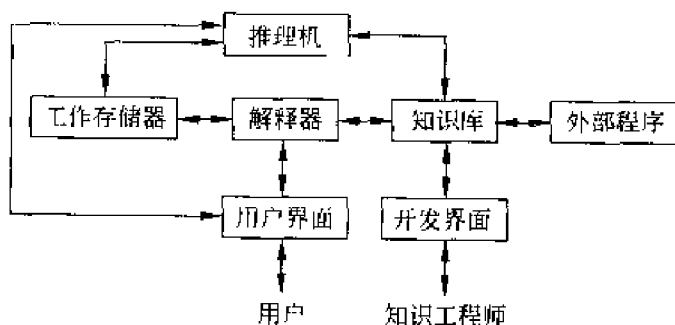 推理机
工作存储器
解释器
知识库
外部程序
用户界面
开发界面
用户
知识工程师